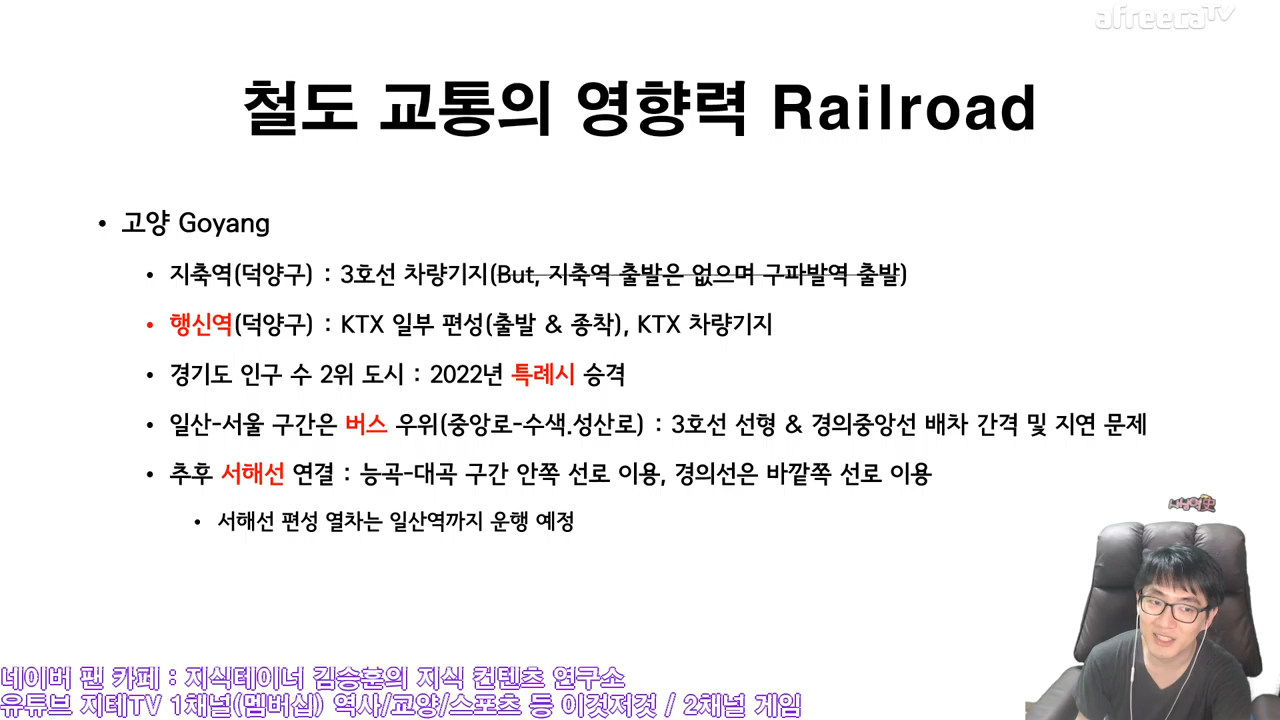 afreecaTV
철도 교통의 영향력 Railroad
• 고양 Goyang
• 지축역(덕양구) : 3호선 차량기지(But, 지축역 출발은 없으며 구파발역 출발)
• 행신역(덕양구) : KTX 일부 편성(출발 & 종착), KTX 차량기지
• 경기도 인구 수 2위 도시 : 2022년 특례시 승격
• 일산-서울 구간은 버스 우위(중앙로-수색.성산로) : 3호선 선형 & 경의중앙선 배차 간격 및 지연 문제
• 추후 서해선 연결 : 능곡-대곡 구간 안쪽 선로 이용, 경의선은 바깥쪽 선로 이용
• 서해선 편성 열차는 일산역까지 운행 예정
네이버 팬 카페 : 지식테이너 김승훈의 지식 컨텐츠 연구소
유튜브 지테TV 1채널(멤버십) 역사/교양/스포츠 등 이것저것 / 2채널 게임